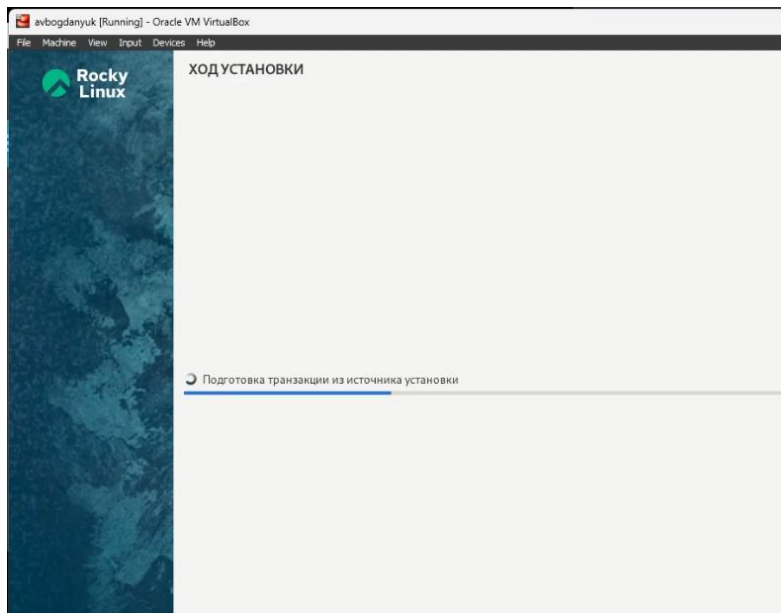 avbogdanyuk [Running] - Oracle VM VirtualBox
File Machine View Input Devices Help
Rocky
Linux
ХОД УСТАНОВКИ
Подготовка транзакции из источника установки